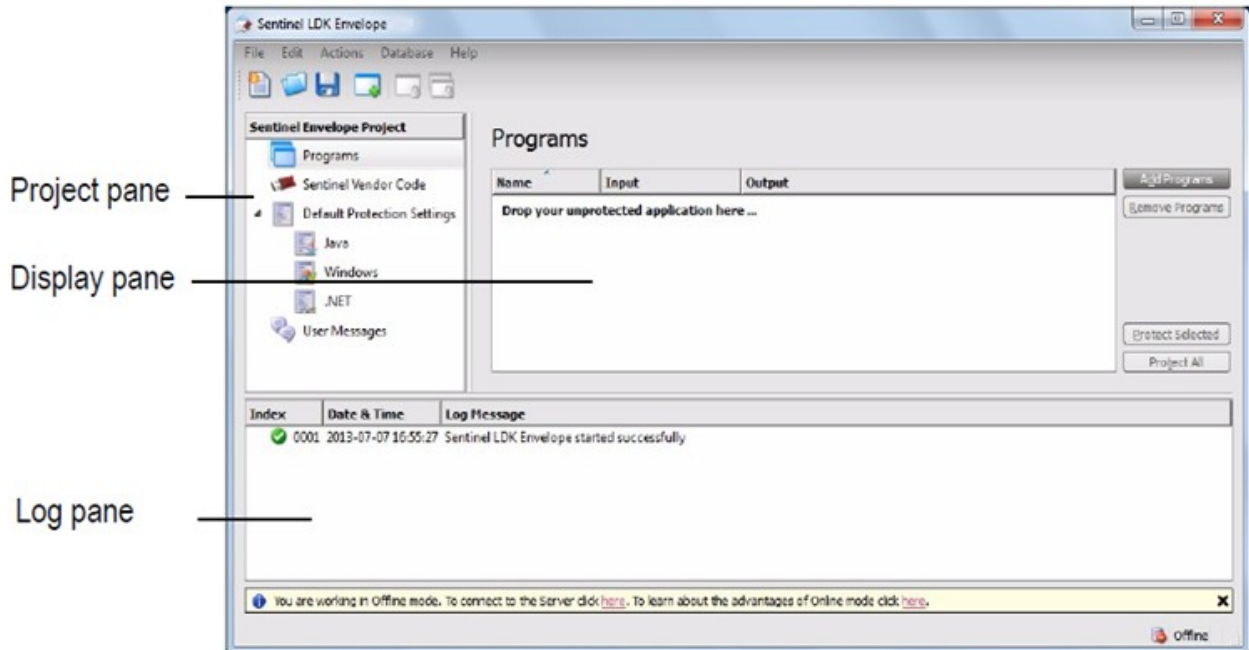 Sentinel LDK Envelope
File Edit Actions Database Help
Sentinel Envelope Project
Programs
Sentinel Vendor Code
Default Protection Settings
Java
Windows
.NET
User Messages
Project pane
Display pane
Log pane
Programs
Name Input Output
Drop your unprotected application here ...
Add Programs
Remove Programs
Protect Selected
Protect All
Index Date & Time Log Message
0001 2013-07-07 16:55:27 Sentinel LDK Envelope started successfully
You are working in Offline mode. To connect to the Server click here. To learn about the advantages of Online mode click here.
Offline